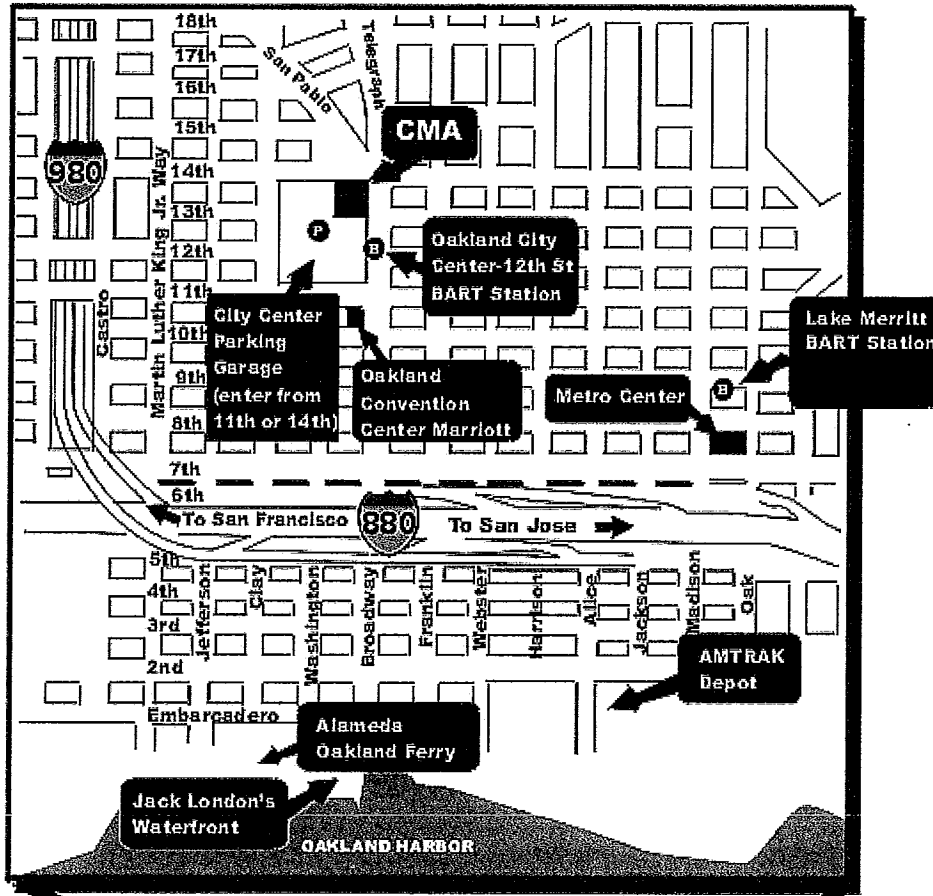 18th
17th
16th
15th
14th
13th
12th
11th
10th
9th
8th
7th
6th
5th
4th
3rd
2nd
Embarcadero
San Pablo
Telegraph
CMA
980
Castro
Martin Luther King Jr. Way
P
B
Oakland City
Center-12th St
BART Station
City Center
Parking
Garage
(enter from
11th or 14th)
Oakland
Convention
Center Marriott
Lake Merritt
BART Station
B
Metro Center
To San Francisco
880
To San Jose
Jefferson
Clay
Washington
Broadway
Franklin
Webster
Harrison
Alice
Jackson
Madison
Oak
AMTRAK
Depot
Alameda
Oakland Ferry
Jack London's
Waterfront
OAKLAND HARBOR